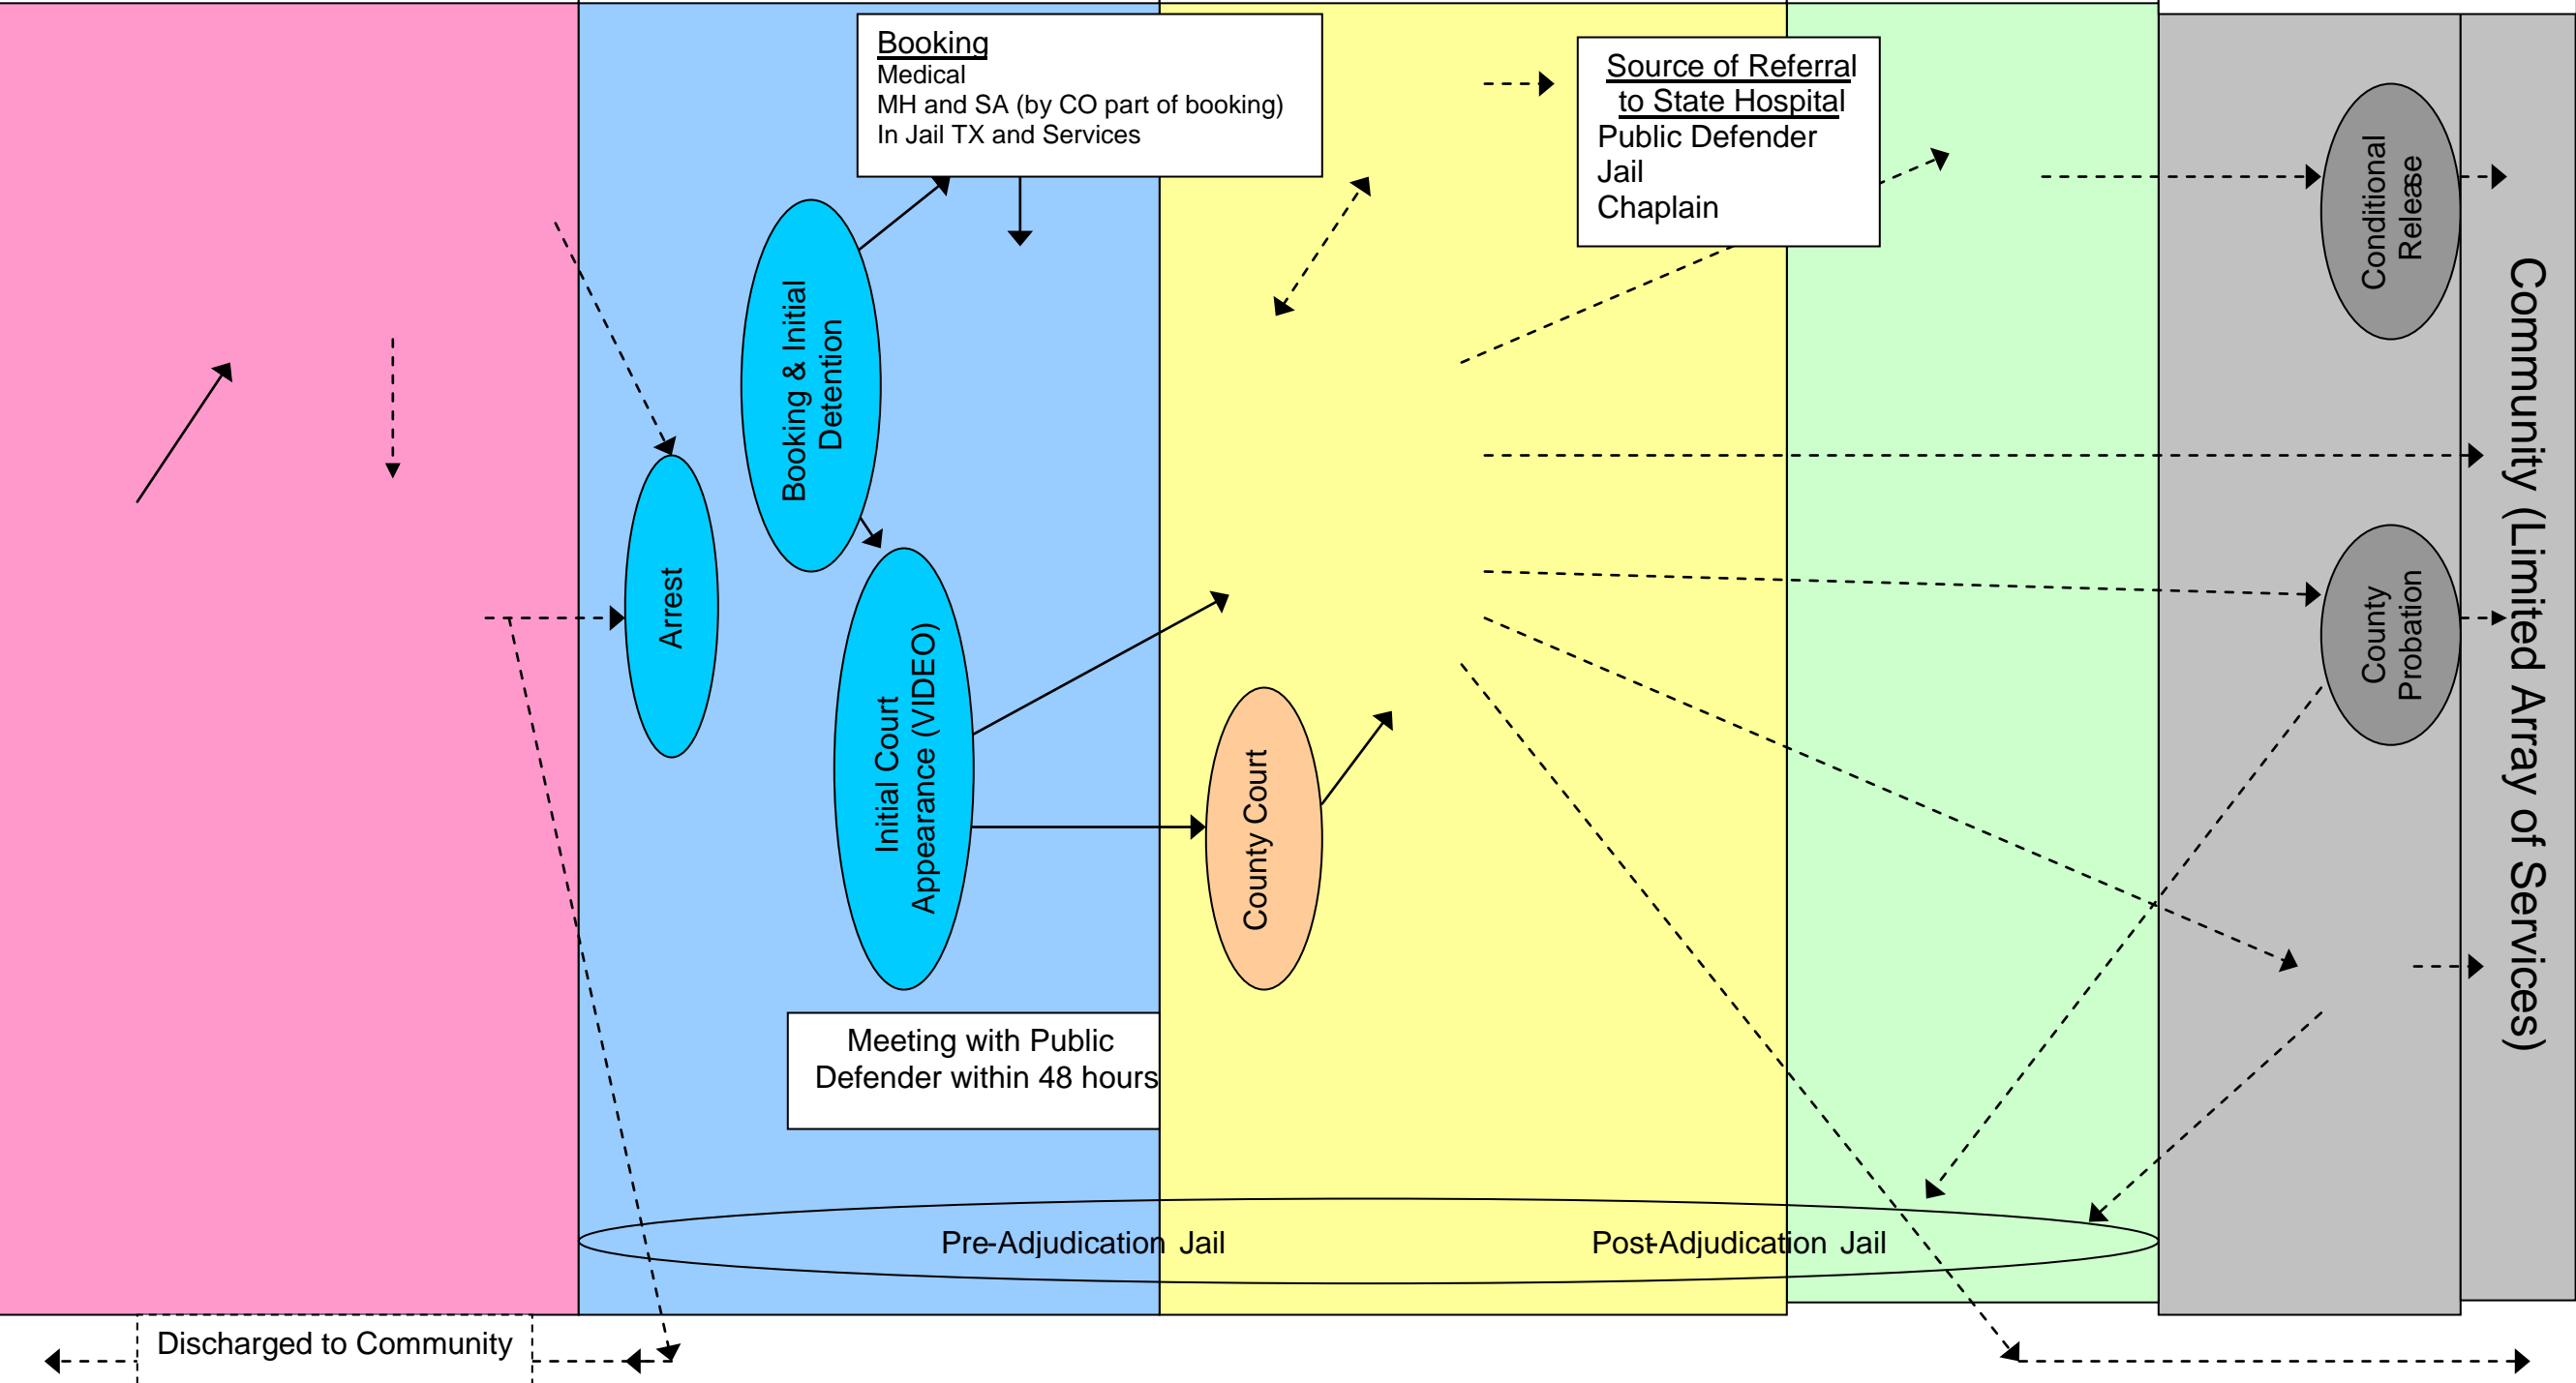 Booking
Medical
MH and SA (by CO part of booking)
In Jail TX and Services
Source of Referral
to State Hospital
Public Defender
Jail
Chaplain
Conditional
Release
Booking & Initial
Detention
Arrest
Initial Court
Appearance (VIDEO)
County Court
County
Probation
Community (Limited Array of Services)
Meeting with Public
Defender within 48 hours
Pre-Adjudication Jail
Post-Adjudication Jail
Discharged to Community